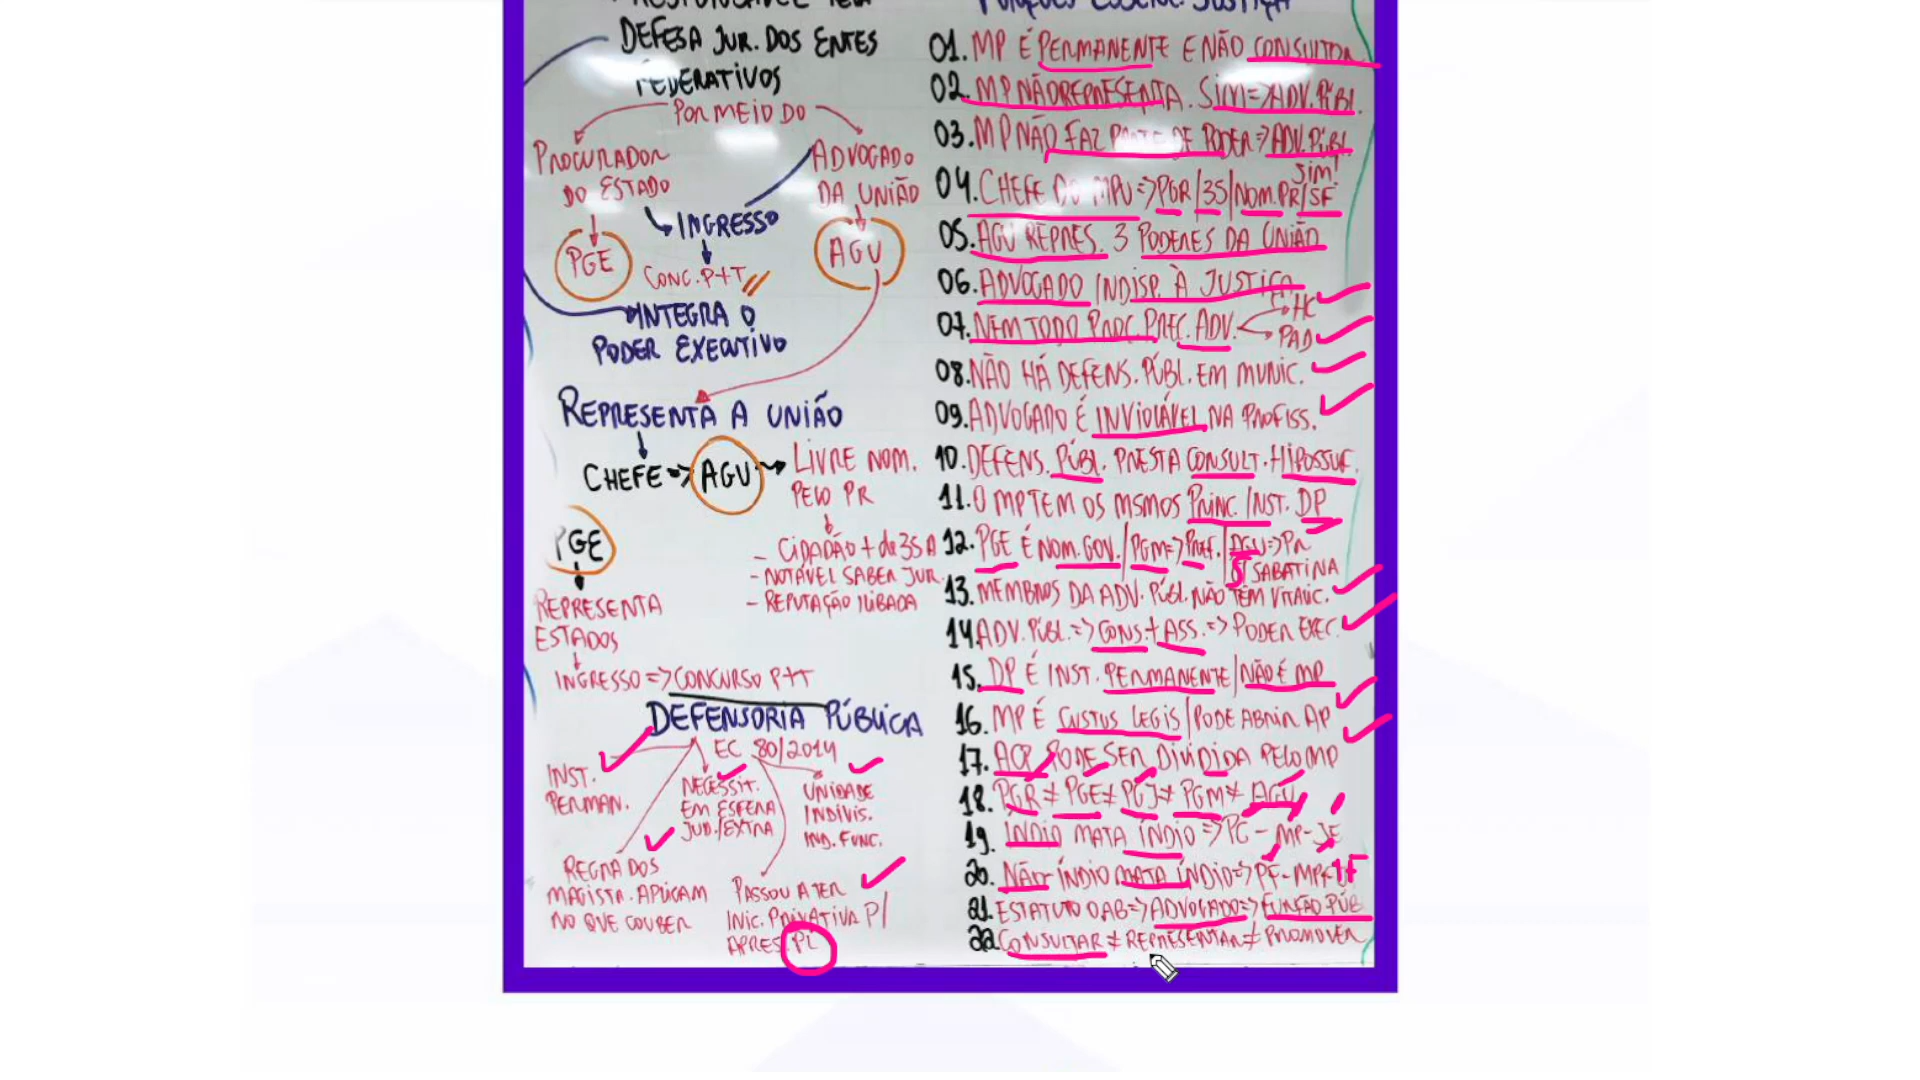 DEFESA JUR. DOS ENTES
FEDERATIVOS
POR MEIO DO
PROCURADOR
DO ESTADO
ADVOGADO
DA UNIÃO
INGRESSO
PGE
AGU
CONC. P+T
INTEGRA O
PODER EXECUTIVO
REPRESENTA A UNIÃO
CHEFE => AGU
LIVRE NOM.
PELO PR
- CIDADÃO + de 35 A
- NOTÁVEL SABER JUR.
- REPUTAÇÃO ILIBADA
PGE
REPRESENTA
ESTADOS
INGRESSO => CONCURSO P+T
DEFENSORIA PÚBLICA
EC 80/2014
INST.
PERMAN.
NECESSIT.
EM ESFERA
JUD./EXTRA
UNIDADE
INDIVIS.
IND. FUNC.
REGRA DOS
MAGISTA. APLICAM
NO QUE COUBER
PASSOU A TER
INIC. PRIVATIVA P/
APRES. PL
FUNÇÕES ESSENC. JUSTIÇA
01. MP É PERMANENTE E NÃO CONSULTOR
02. MP NÃO REPRESENTA. SIM => ADV. PÚBL.
03. MP NÃO FAZ PARTE DE PODER => ADV. PÚBL.
sim!
04. CHEFE DO MPU => PGR/35/NOM. PR/SF
05. AGU REPRES. 3 PODERES DA UNIÃO
06. ADVOGADO INDISP. À JUSTIÇA
07. NEM TODO PROC. PREC. ADV. HC
PAD
08. NÃO HÁ DEFENS. PÚBL. EM MUNIC.
09. ADVOGADO É INVIOLÁVEL NA PROFISS.
10. DEFENS. PÚBL. PRESTA CONSULT. HIPOSSUF.
11. O MP TEM OS MSMOS PRINC. INST. DP
12. PGE É NOM. GOV./PGM => PREF./AGU => PR
S/ SABATINA
13. MEMBROS DA ADV. PÚBL. NÃO TÊM VITALIC.
14. ADV. PÚBL. => CONS. + ASS. => PODER EXEC.
15. DP É INST. PERMANENTE/NÃO É MP
16. MP É CUSTUS LEGIS/PODE ABRIR AP
17. ACP PODE SER DIVIDIDA PELO MP
18. PGR ≠ PGE ≠ PGJ ≠ PGM ≠ AGU
19. ÍNDIO MATA ÍNDIO => PC - MP - JE
20. NÃO-ÍNDIO MATA ÍNDIO => PF - MPF JF
21. ESTATUTO OAB => ADVOGADO => FUNÇÃO PÚB
22. CONSULTAR ≠ REPRESENTAR ≠ PROMOVER